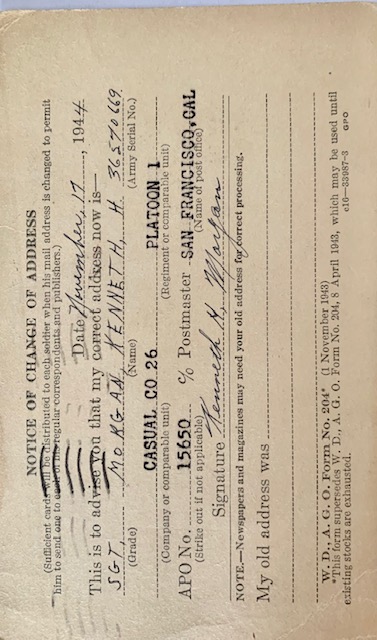 NOTICE OF CHANGE OF ADDRESS
(Sufficient cards will be distributed to each soldier when his mail address is changed to permit
him to send one to each of his regular correspondents and publishers.)
Date November 17, 1944
This is to advise you that my correct address now is—
SGT. MORGAN, KENNETH, H. 36570669
(Grade) (Name) (Army Serial No.)
CASUAL CO 26 PLATOON 1
(Company or comparable unit) (Regiment or comparable unit)
APO No. 15650 c/o Postmaster SAN FRANCISCO, CAL
(Strike out if not applicable) (Name of post office)
Signature Kenneth H. Morgan
NOTE.—Newspapers and magazines may need your old address for correct processing.
My old address was
W. D., A. G. O. Form No. 204* (1 November 1943)
*This form supersedes W. D., A. G. O. Form No. 204, 8 April 1943, which may be used until
existing stocks are exhausted. c10—33987-3 GPO